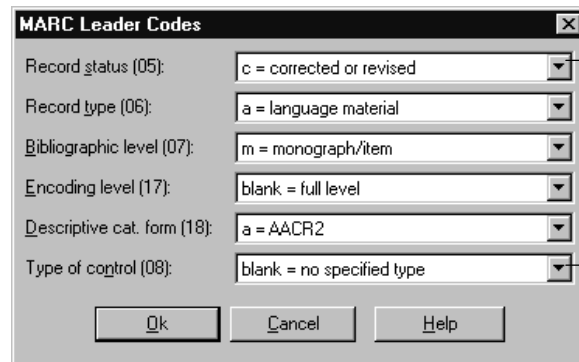 MARC Leader Codes
Record status (05): c = corrected or revised
Record type (06): a = language material
Bibliographic level (07): m = monograph/item
Encoding level (17): blank = full level
Descriptive cat. form (18): a = AACR2
Type of control (08): blank = no specified type
Ok Cancel Help